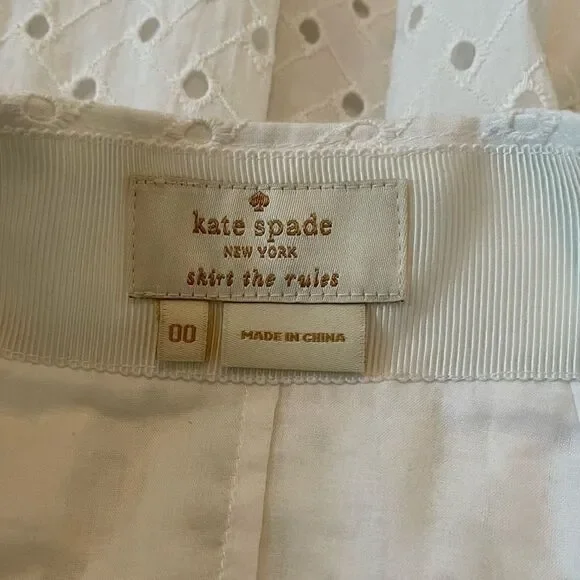 kate spade
NEW YORK
skirt the rules
00
MADE IN CHINA